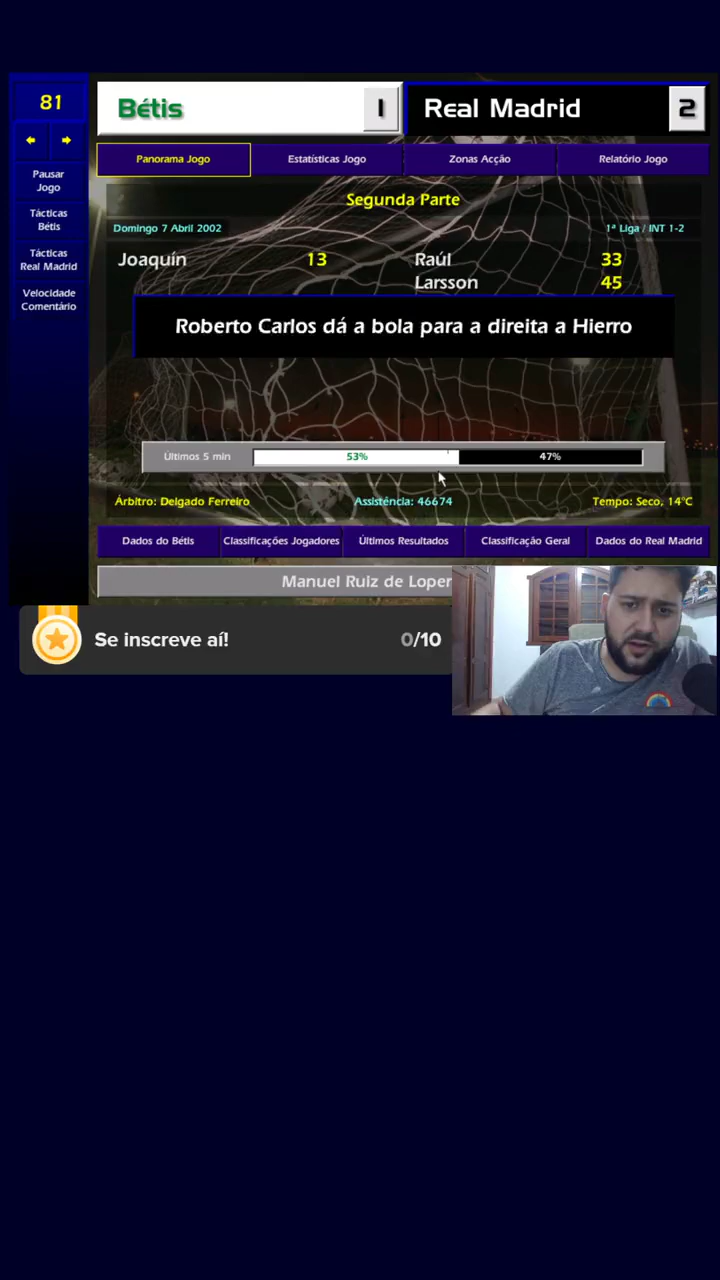 81
Bétis 1 Real Madrid 2
Panorama Jogo Estatísticas Jogo Zonas Acção Relatório Jogo
Pausar
Jogo
Tácticas
Bétis
Tácticas
Real Madrid
Velocidade
Comentário
Segunda Parte
Domingo 7 Abril 2002 1ª Liga / INT 1-2
Joaquín 13 Raúl 33
Larsson 45
Roberto Carlos dá a bola para a direita a Hierro
Últimos 5 min 53% 47%
Árbitro: Delgado Ferreiro Assistência: 46674 Tempo: Seco, 14°C
Dados do Bétis Classificações Jogadores Últimos Resultados Classificação Geral Dados do Real Madrid
Manuel Ruiz de Loper
Se inscreve aí! 0/10